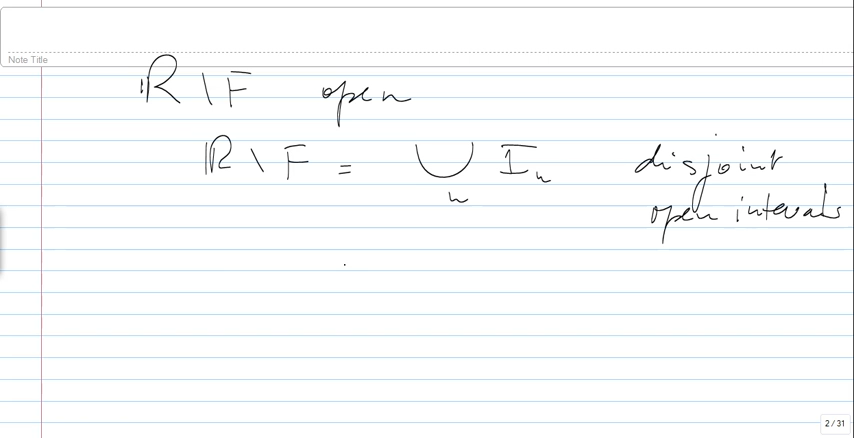 Note Title
ℝ \ F open
ℝ \ F = ⋃ₙ Iₙ disjoint
open intervals
2 / 31